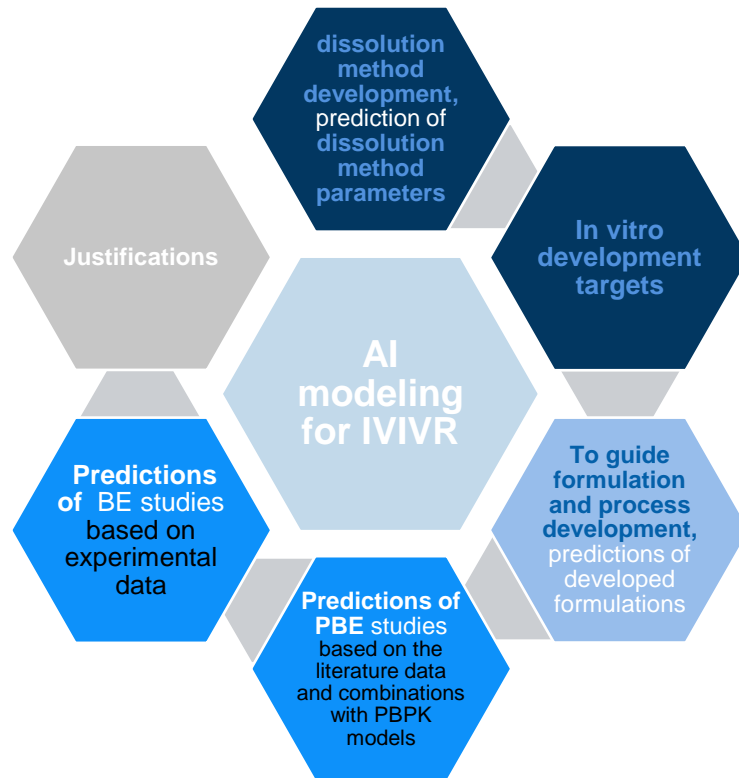 dissolution
method
development,
prediction of
dissolution
method
parameters
In vitro
development
targets
To guide
formulation
and process
development,
predictions of
developed
formulations
Predictions of
PBE studies
based on the
literature data
and combinations
with PBPK
models
Predictions
of BE studies
based on
experimental
data
Justifications
AI
modeling
for IVIVR